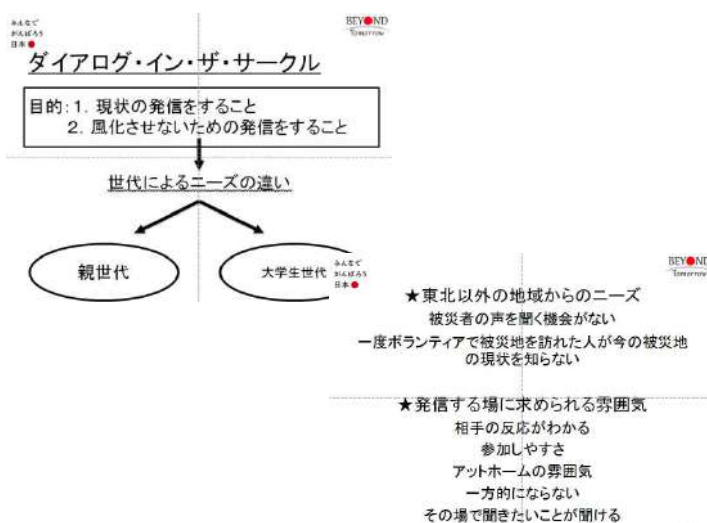 みんなで
がんばろう
日本
BEYOND
Tomorrow
ダイアログ・イン・ザ・サークル
目的:1. 現状の発信をすること
2. 風化させないための発信をすること
世代によるニーズの違い
親世代
大学生世代
みんなで
がんばろう
日本
BEYOND
Tomorrow
★東北以外の地域からのニーズ
被災者の声を聞く機会がない
一度ボランティアで被災地を訪れた人が今の被災地
の現状を知らない
★発信する場に求められる雰囲気
相手の反応がわかる
参加しやすさ
アットホームの雰囲気
一方的にならない
その場で聞きたいことが聞ける